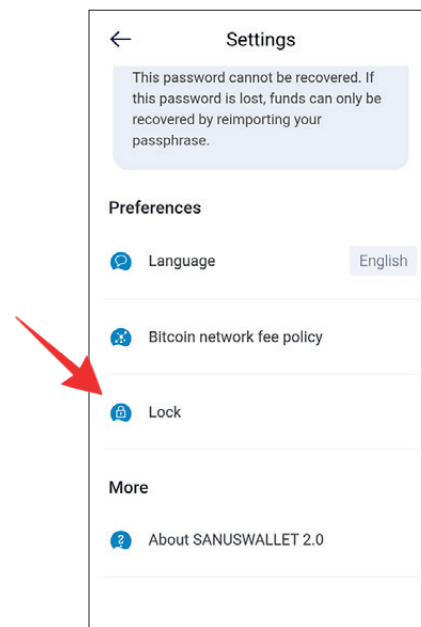 Settings
This password cannot be recovered. If
this password is lost, funds can only be
recovered by reimporting your
passphrase.
Preferences
Language English
Bitcoin network fee policy
Lock
More
About SANUSWALLET 2.0